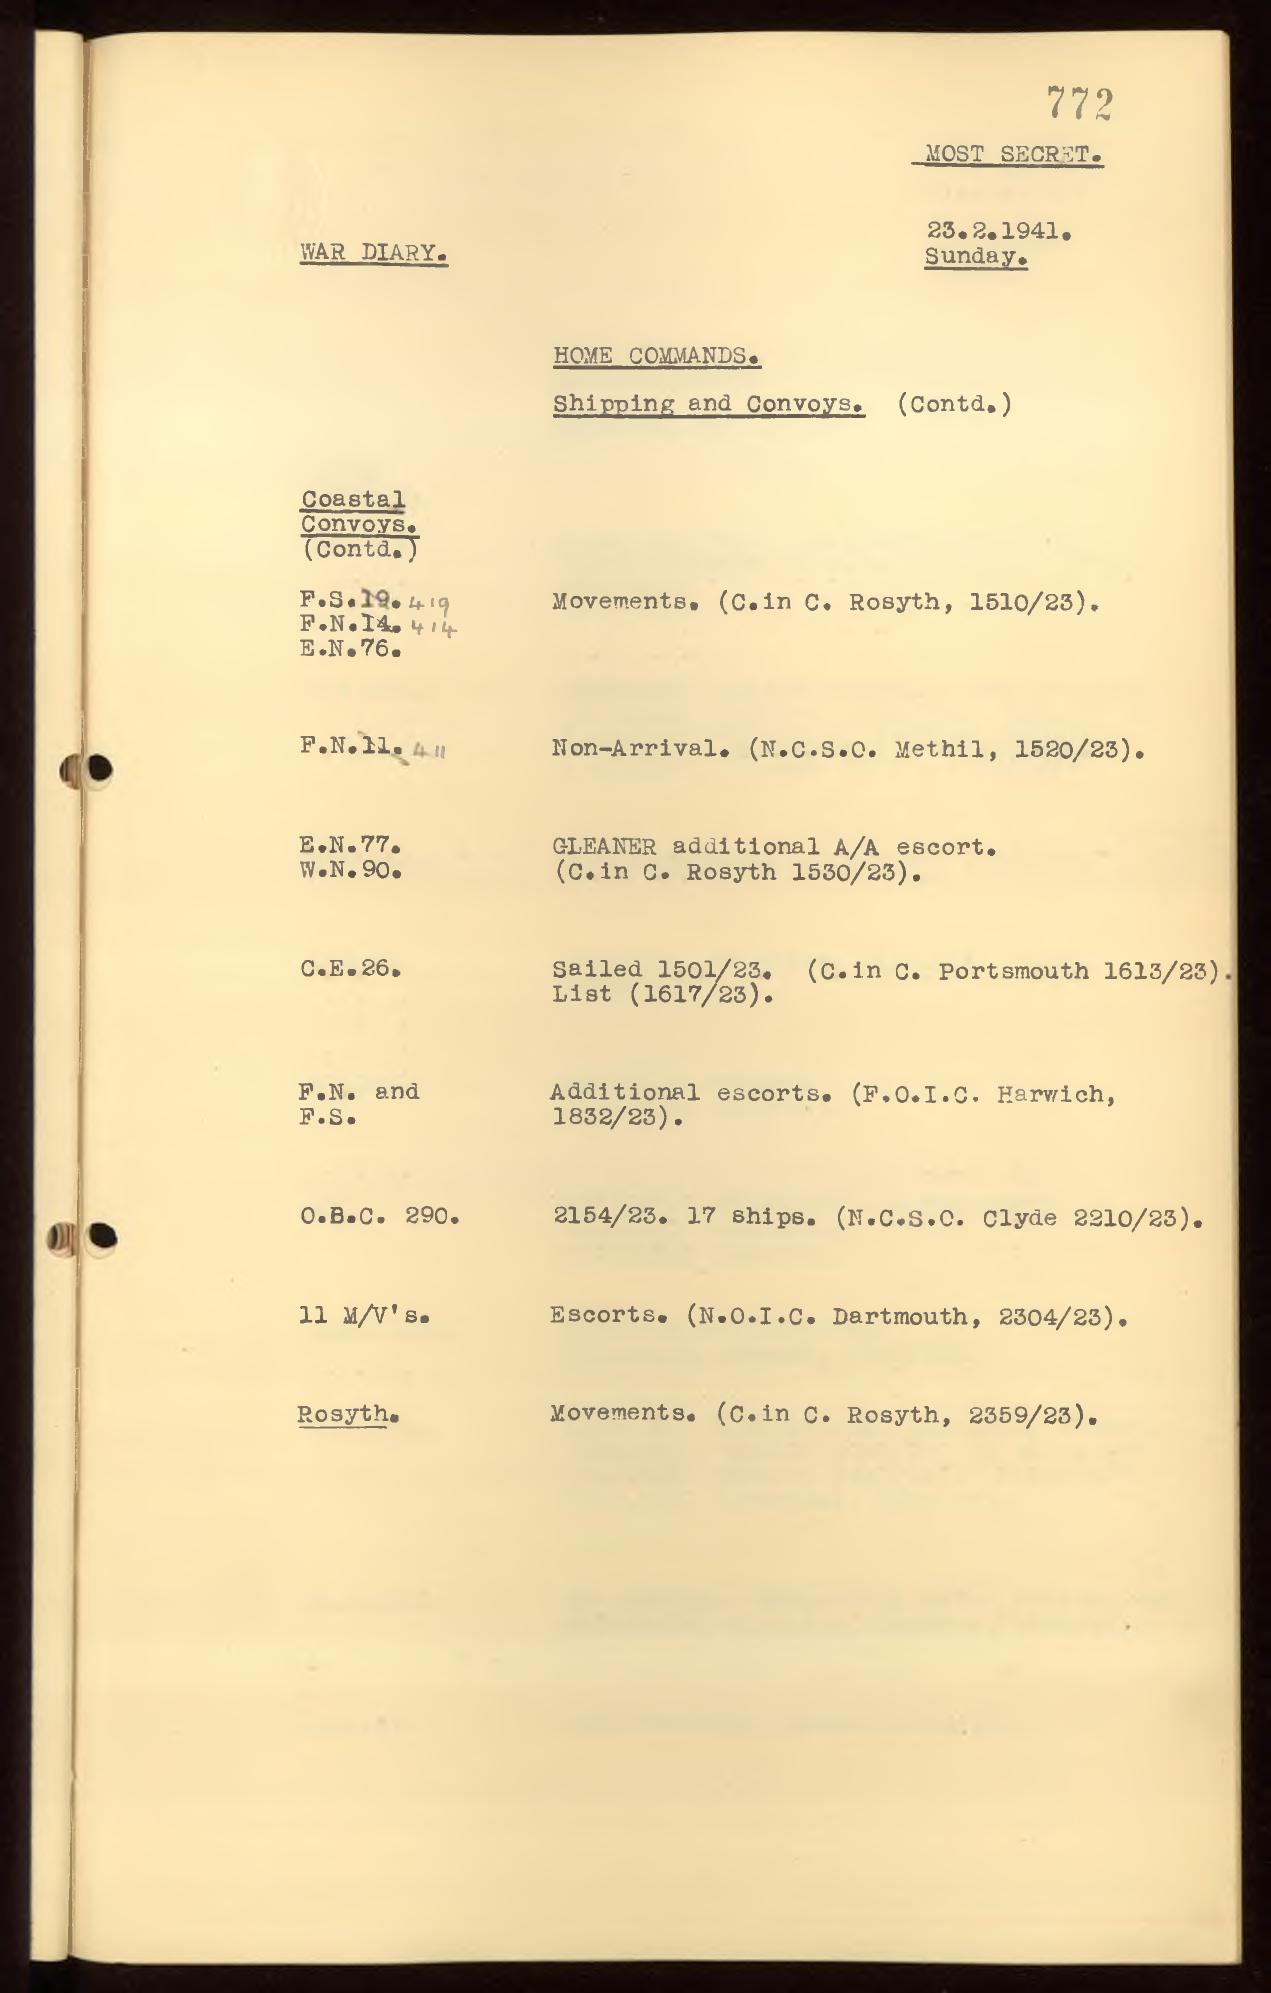 772
MOST SECRET.
23.2.1941.
WAR DIARY.
Sunday.
HOME COMMANDS.
Shipping and Convoys. (Contd.)
Coastal
Convoys.
(Contd.)
F.S.19. 419 Movements. (C.in C. Rosyth, 1510/23).
F.N.14. 414
E.N.76.
F.N.11. 411 Non-Arrival. (N.C.S.O. Methil, 1520/23).
E.N.77. GLEANER additional A/A escort.
W.N.90. (C.in C. Rosyth 1530/23).
C.E.26. Sailed 1501/23. (C.in C. Portsmouth 1613/23).
List (1617/23).
F.N. and Additional escorts. (F.O.I.C. Harwich,
F.S. 1832/23).
O.B.C. 290. 2154/23. 17 ships. (N.C.S.O. Clyde 2210/23).
11 M/V's. Escorts. (N.O.I.C. Dartmouth, 2304/23).
Rosyth. Movements. (C.in C. Rosyth, 2359/23).